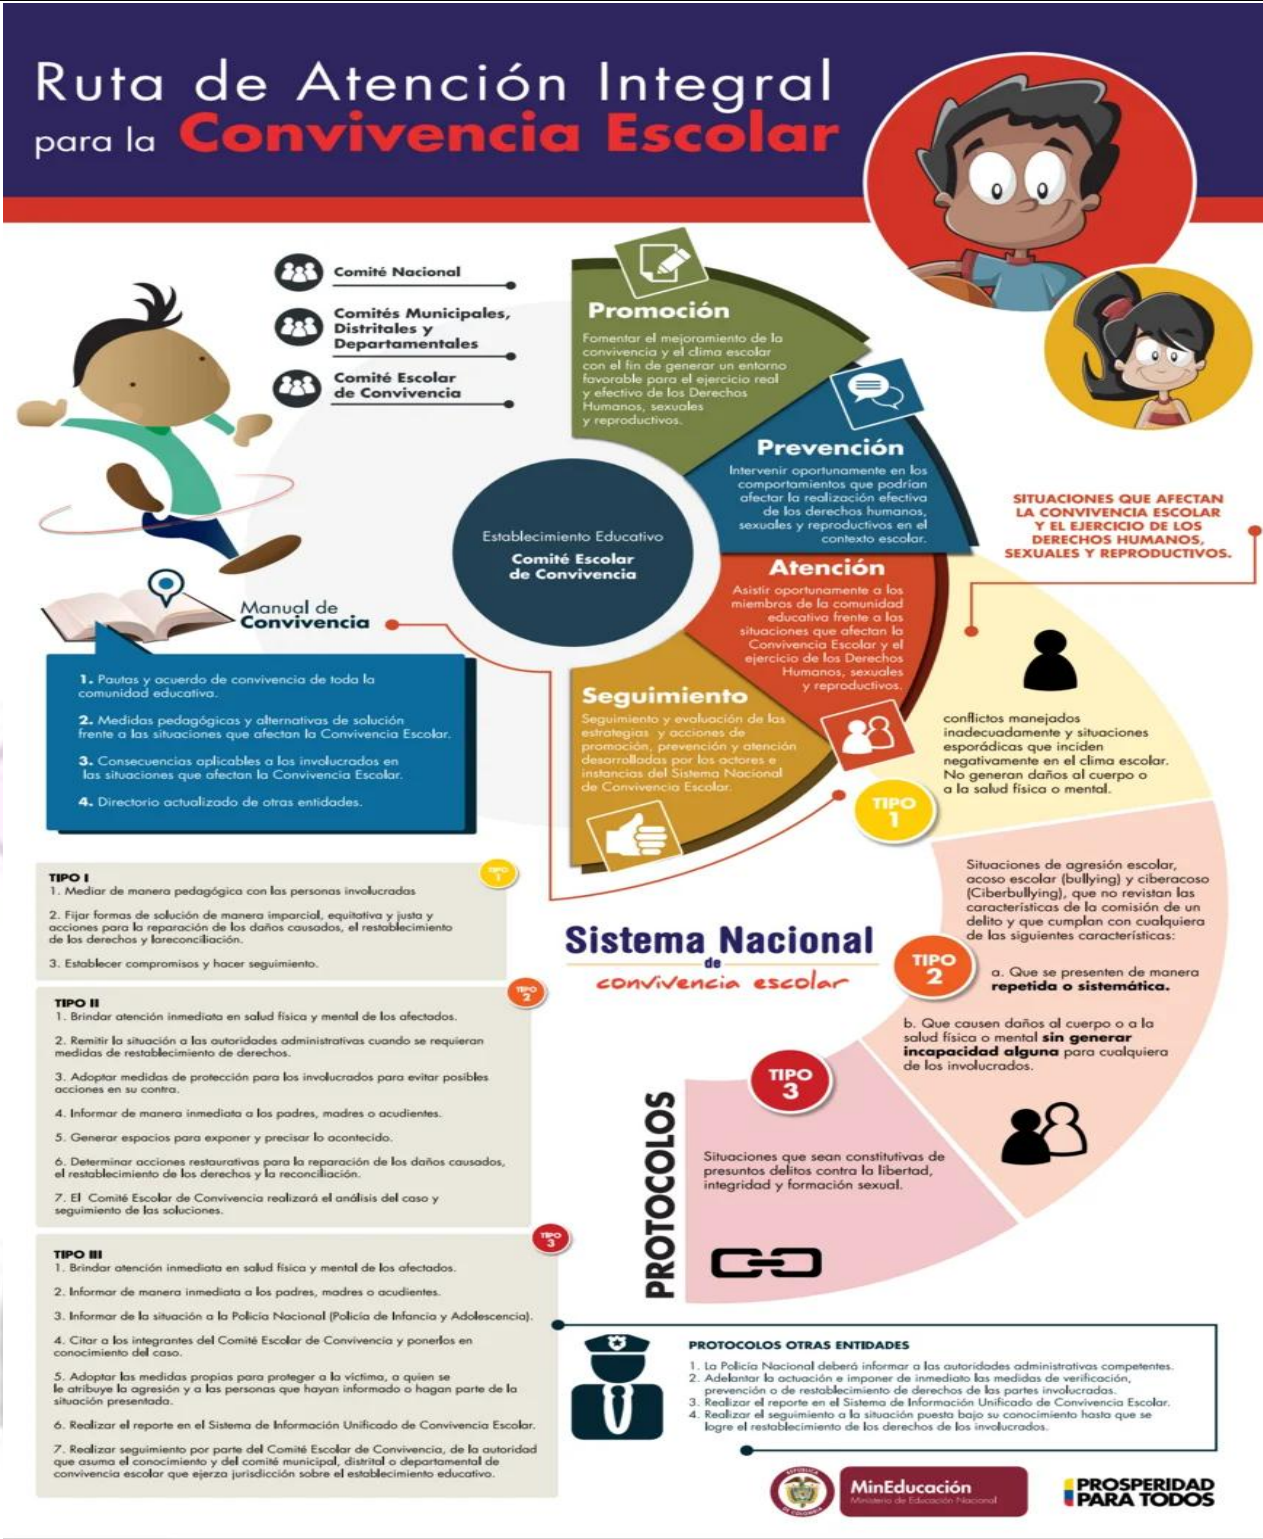 Ruta de Atención Integral
para la Convivencia Escolar
Comité Nacional
Comités Municipales,
Distritales y
Departamentales
Comité Escolar
de Convivencia
Promoción
Fomentar el mejoramiento de la
convivencia y el clima escolar
con el fin de generar un entorno
favorable para el ejercicio real
y efectivo de los Derechos
Humanos, sexuales
y reproductivos.
Prevención
Intervenir oportunamente en los
comportamientos que podrían
afectar la realización efectiva
de los derechos humanos,
sexuales y reproductivos en el
contexto escolar.
Establecimiento Educativo
Comité Escolar
de Convivencia
Atención
Asistir oportunamente a los
miembros de la comunidad
educativa frente a las
situaciones que afectan la
Convivencia Escolar y el
ejercicio de los Derechos
Humanos, sexuales
y reproductivos.
Seguimiento
Seguimiento y evaluación de las
estrategias y acciones de
promoción, prevención y atención
desarrolladas por los actores e
instancias del Sistema Nacional
de Convivencia Escolar.
SITUACIONES QUE AFECTAN
LA CONVIVENCIA ESCOLAR
Y EL EJERCICIO DE LOS
DERECHOS HUMANOS,
SEXUALES Y REPRODUCTIVOS.
Manual de
Convivencia
1. Pautas y acuerdo de convivencia de toda la
comunidad educativa.
2. Medidas pedagógicas y alternativas de solución
frente a las situaciones que afectan la Convivencia Escolar.
3. Consecuencias aplicables a los involucrados en
las situaciones que afectan la Convivencia Escolar.
4. Directorio actualizado de otras entidades.
conflictos manejados
inadecuadamente y situaciones
esporádicas que inciden
negativamente en el clima escolar.
No generan daños al cuerpo o
a la salud física o mental.
TIPO
1
Situaciones de agresión escolar,
acoso escolar (bullying) y ciberacoso
(Ciberbullying), que no revistan las
características de la comisión de un
delito y que cumplan con cualquiera
de las siguientes características:
TIPO
2
a. Que se presenten de manera
repetida o sistemática.
b. Que causen daños al cuerpo o a la
salud física o mental sin generar
incapacidad alguna para cualquiera
de los involucrados.
Sistema Nacional
de
convivencia escolar
TIPO
3
Situaciones que sean constitutivas de
presuntos delitos contra la libertad,
integridad y formación sexual.
PROTOCOLOS
TIPO
1
TIPO I
1. Mediar de manera pedagógica con las personas involucradas
2. Fijar formas de solución de manera imparcial, equitativa y justa y
acciones para la reparación de los daños causados, el restablecimiento
de los derechos y lareconciliación.
3. Establecer compromisos y hacer seguimiento.
TIPO
2
TIPO II
1. Brindar atención inmediata en salud física y mental de los afectados.
2. Remitir la situación a las autoridades administrativas cuando se requieran
medidas de restablecimiento de derechos.
3. Adoptar medidas de protección para los involucrados para evitar posibles
acciones en su contra.
4. Informar de manera inmediata a los padres, madres o acudientes.
5. Generar espacios para exponer y precisar lo acontecido.
6. Determinar acciones restaurativas para la reparación de los daños causados,
el restablecimiento de los derechos y la reconciliación.
7. El Comité Escolar de Convivencia realizará el análisis del caso y
seguimiento de las soluciones.
TIPO
3
TIPO III
1. Brindar atención inmediata en salud física y mental de los afectados.
2. Informar de manera inmediata a los padres, madres o acudientes.
3. Informar de la situación a la Policía Nacional (Policía de Infancia y Adolescencia).
4. Citar a los integrantes del Comité Escolar de Convivencia y ponerlos en
conocimiento del caso.
5. Adoptar las medidas propias para proteger a la víctima, a quien se
le atribuye la agresión y a las personas que hayan informado o hagan parte de la
situación presentada.
6. Realizar el reporte en el Sistema de Información Unificado de Convivencia Escolar.
7. Realizar seguimiento por parte del Comité Escolar de Convivencia, de la autoridad
que asuma el conocimiento y del comité municipal, distrital o departamental de
convivencia escolar que ejerza jurisdicción sobre el establecimiento educativo.
PROTOCOLOS OTRAS ENTIDADES
1. La Policía Nacional deberá informar a las autoridades administrativas competentes.
2. Adelantar la actuación e imponer de inmediato las medidas de verificación,
prevención o de restablecimiento de derechos de las partes involucradas.
3. Realizar el reporte en el Sistema de Información Unificado de Convivencia Escolar.
4. Realizar el seguimiento a la situación puesta bajo su conocimiento hasta que se
logre el restablecimiento de los derechos de los involucrados.
REPÚBLICA
DE COLOMBIA
MinEducación
Ministerio de Educación Nacional
PROSPERIDAD
PARA TODOS